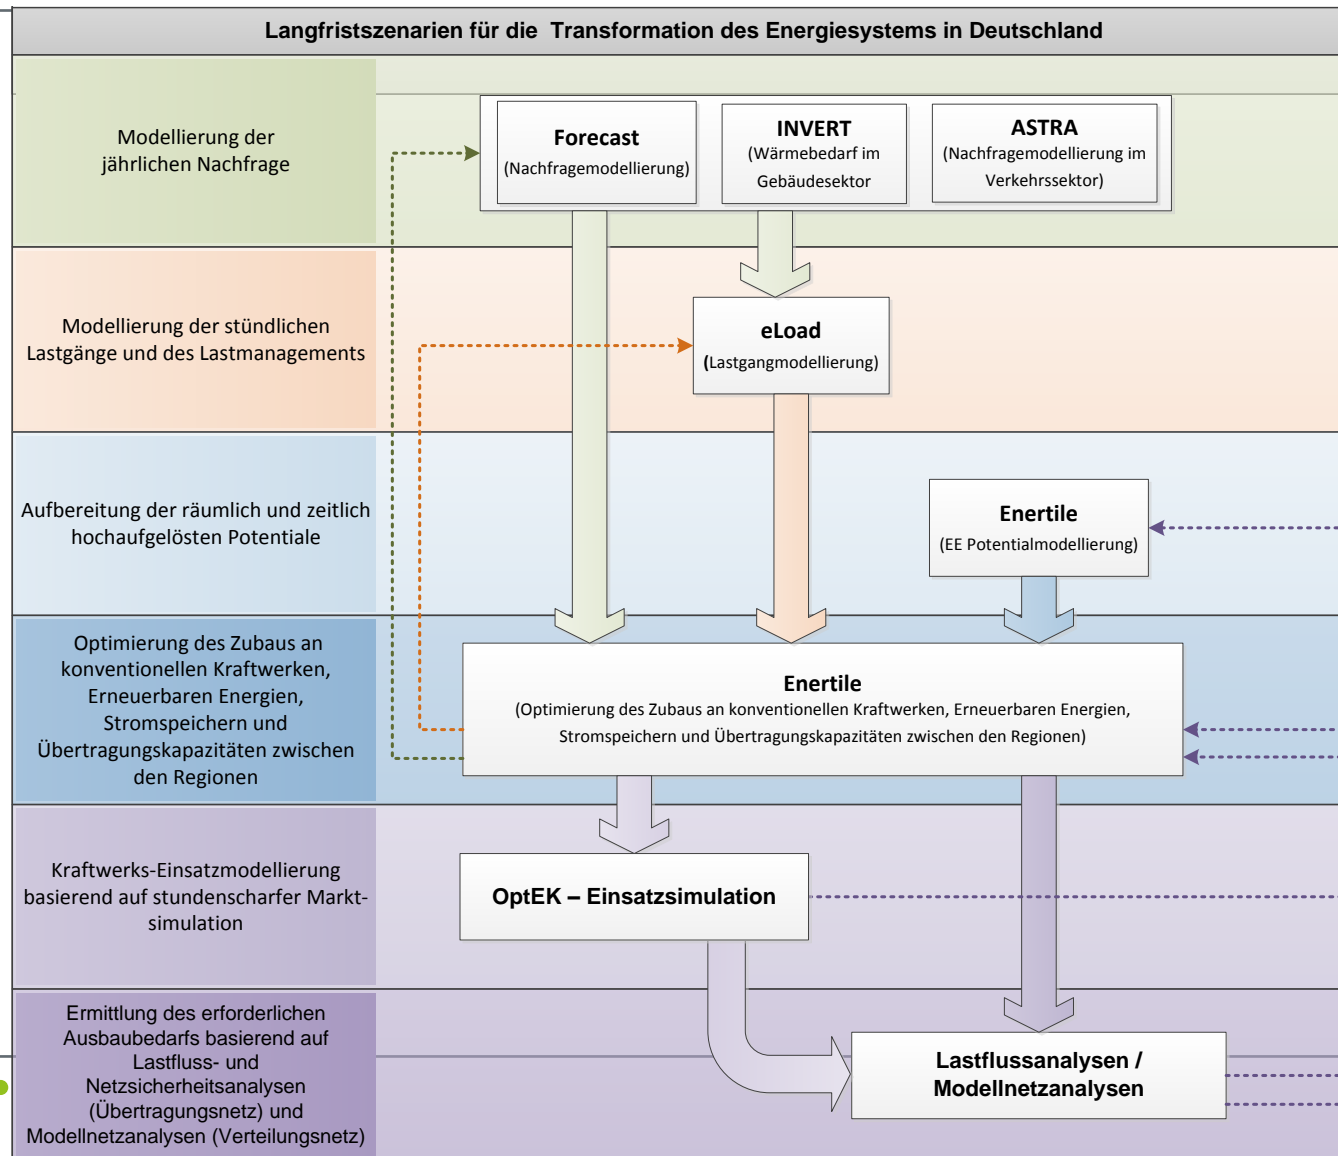 Langfristszenarien für die Transformation des Energiesystems in Deutschland
Modellierung der
jährlichen Nachfrage
Forecast
(Nachfragemodellierung)
INVERT
(Wärmebedarf im
Gebäudesektor
ASTRA
(Nachfragemodellierung im
Verkehrssektor)
Modellierung der stündlichen
Lastgänge und des Lastmanagements
eLoad
(Lastgangmodellierung)
Aufbereitung der räumlich und zeitlich
hochaufgelösten Potentiale
Enertile
(EE Potentialmodellierung)
Optimierung des Zubaus an
konventionellen Kraftwerken,
Erneuerbaren Energien,
Stromspeichern und
Übertragungskapazitäten zwischen
den Regionen
Enertile
(Optimierung des Zubaus an konventionellen Kraftwerken, Erneuerbaren Energien,
Stromspeichern und Übertragungskapazitäten zwischen den Regionen)
Kraftwerks-Einsatzmodellierung
basierend auf stundenscharfer Markt-
simulation
OptEK – Einsatzsimulation
Ermittlung des erforderlichen
Ausbaubedarfs basierend auf
Lastfluss- und
Netzsicherheitsanalysen
(Übertragungsnetz) und
Modellnetzanalysen (Verteilungsnetz)
Lastflussanalysen /
Modellnetzanalysen